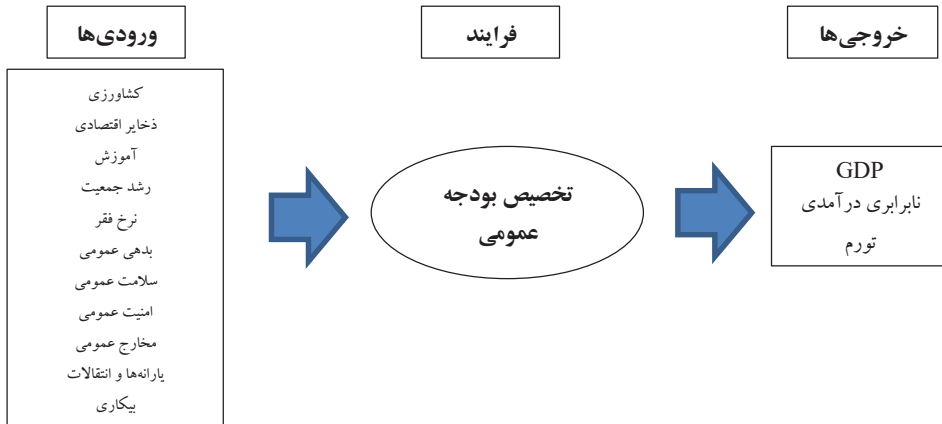 ورودی‌ها
کشاورزی
ذخایر اقتصادی
آموزش
رشد جمعیت
نرخ فقر
بدهی عمومی
سلامت عمومی
امنیت عمومی
مخارج عمومی
یارانه‌ها و انتقالات
بیکاری
فرایند
تخصیص بودجه
عمومی
خروجی‌ها
GDP
نابرابری درآمدی
تورم